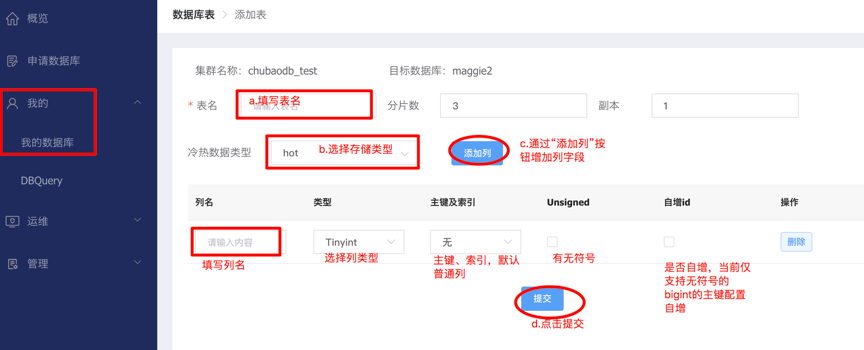 概览
申请数据库
我的
我的数据库
DBQuery
运维
管理
数据库表 > 添加表
集群名称：chubaodb_test 目标数据库：maggie2
* 表名 请输入表名 a.填写表名 分片数 3 副本 1
冷热数据类型 hot b.选择存储类型 添加列 c.通过“添加列”按
钮增加列字段
列名 类型 主键及索引 Unsigned 自增id 操作
请输入内容 Tinyint 无 删除
填写列名 选择列类型 主键、索引，默认
普通列
有无符号
是否自增，当前仅
支持无符号的
bigint的主键配置
自增
提交
d.点击提交